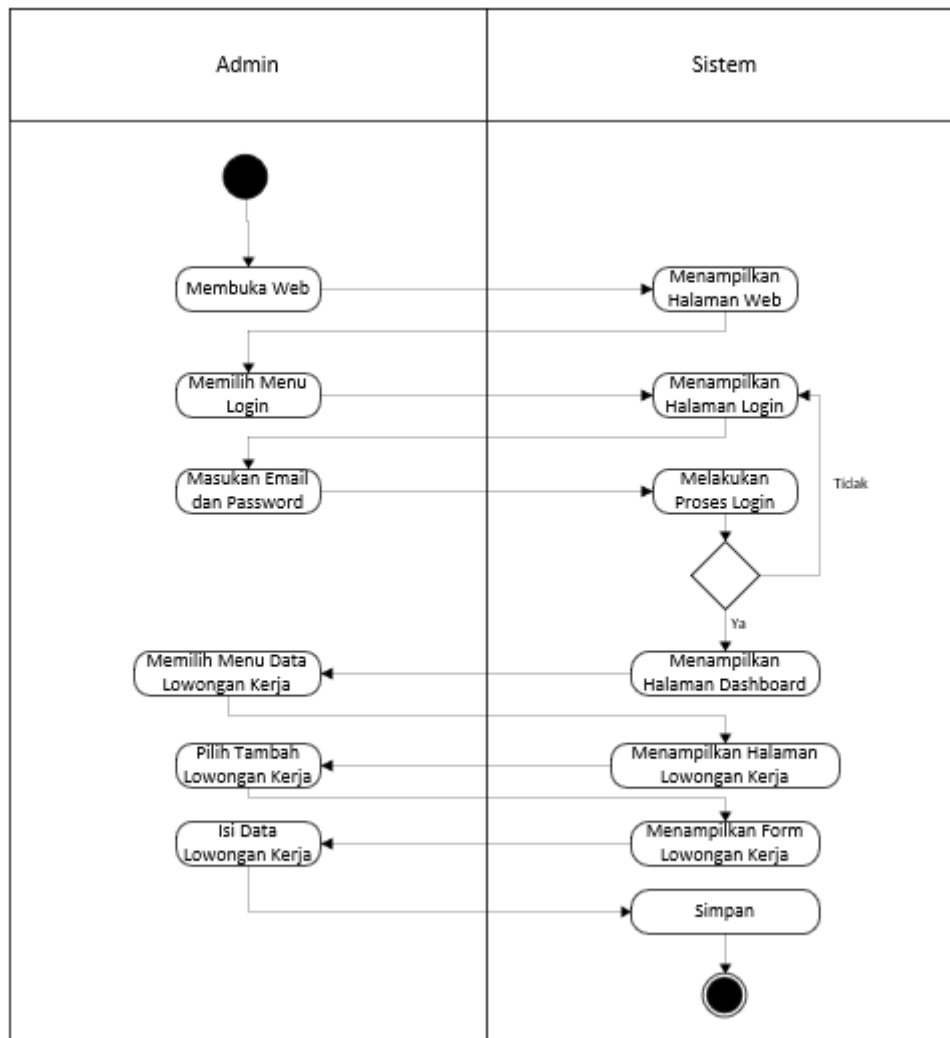 Admin
Sistem
Membuka Web
Menampilkan
Halaman Web
Memilih Menu
Login
Menampilkan
Halaman Login
Masukan Email
dan Password
Melakukan
Proses Login
Tidak
Ya
Memilih Menu Data
Lowongan Kerja
Menampilkan
Halaman Dashboard
Pilih Tambah
Lowongan Kerja
Menampilkan Halaman
Lowongan Kerja
Isi Data
Lowongan Kerja
Menampilkan Form
Lowongan Kerja
Simpan